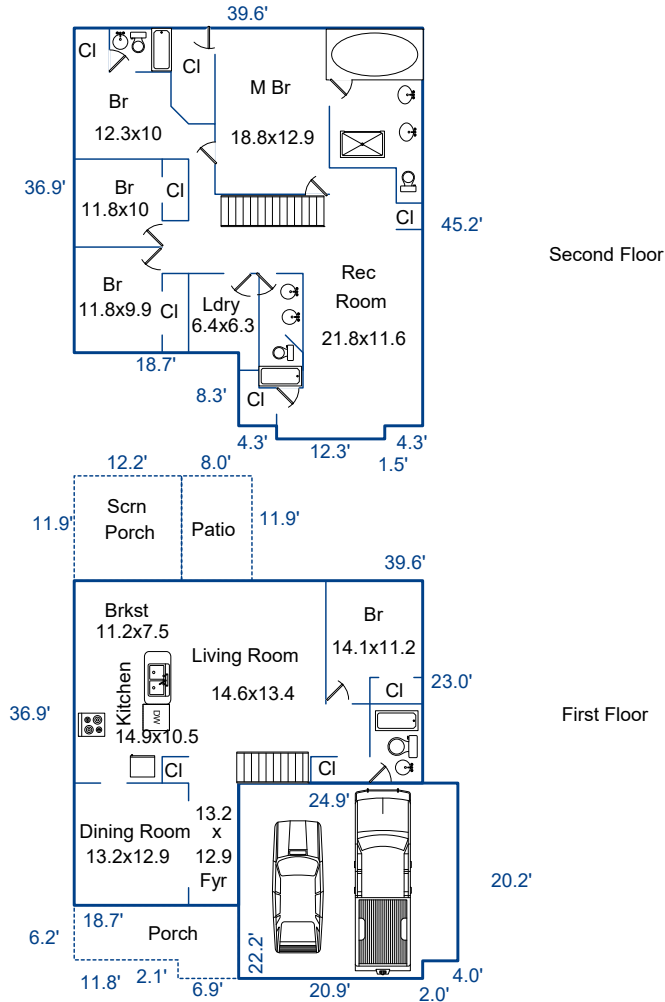 39.6'
Cl
Cl
M Br
Br
12.3x10
18.8x12.9
36.9'
Br
Cl
11.8x10
Cl
45.2'
Second Floor
Br
11.8x9.9
Cl
Ldry
6.4x6.3
Rec
Room
21.8x11.6
18.7'
8.3'
Cl
4.3'
12.3'
4.3'
1.5'
12.2'
8.0'
11.9'
Scrn
Porch
Patio
11.9'
39.6'
Brkst
11.2x7.5
Br
14.1x11.2
Living Room
14.6x13.4
Kitchen
14.9x10.5
DW
Cl
23.0'
36.9'
First Floor
Cl
Cl
24.9'
Dining Room
13.2x12.9
13.2
x
12.9
Fyr
20.2'
18.7'
Porch
6.2'
22.2'
11.8'
2.1'
6.9'
20.9'
4.0'
2.0'